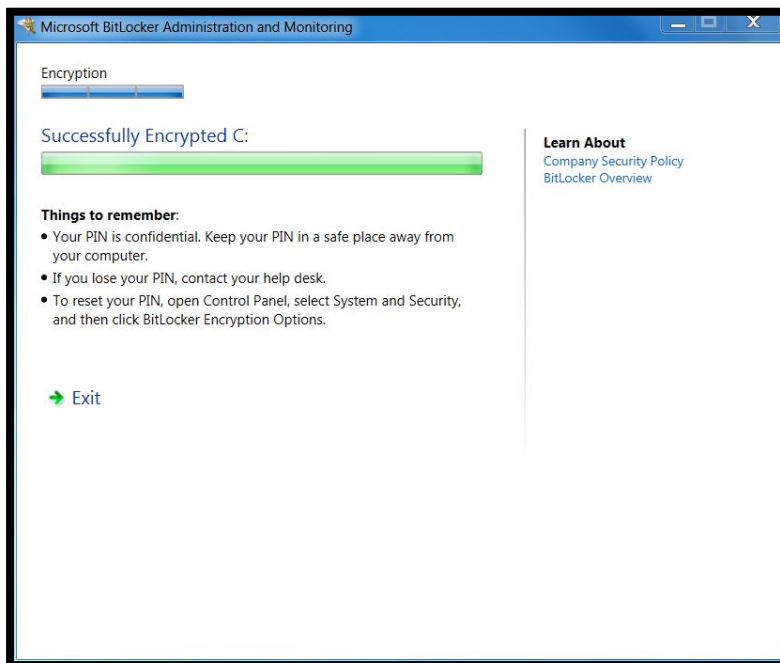 Microsoft BitLocker Administration and Monitoring
Encryption
Successfully Encrypted C:
Things to remember:
• Your PIN is confidential. Keep your PIN in a safe place away from
your computer.
• If you lose your PIN, contact your help desk.
• To reset your PIN, open Control Panel, select System and Security,
and then click BitLocker Encryption Options.
Exit
Learn About
Company Security Policy
BitLocker Overview